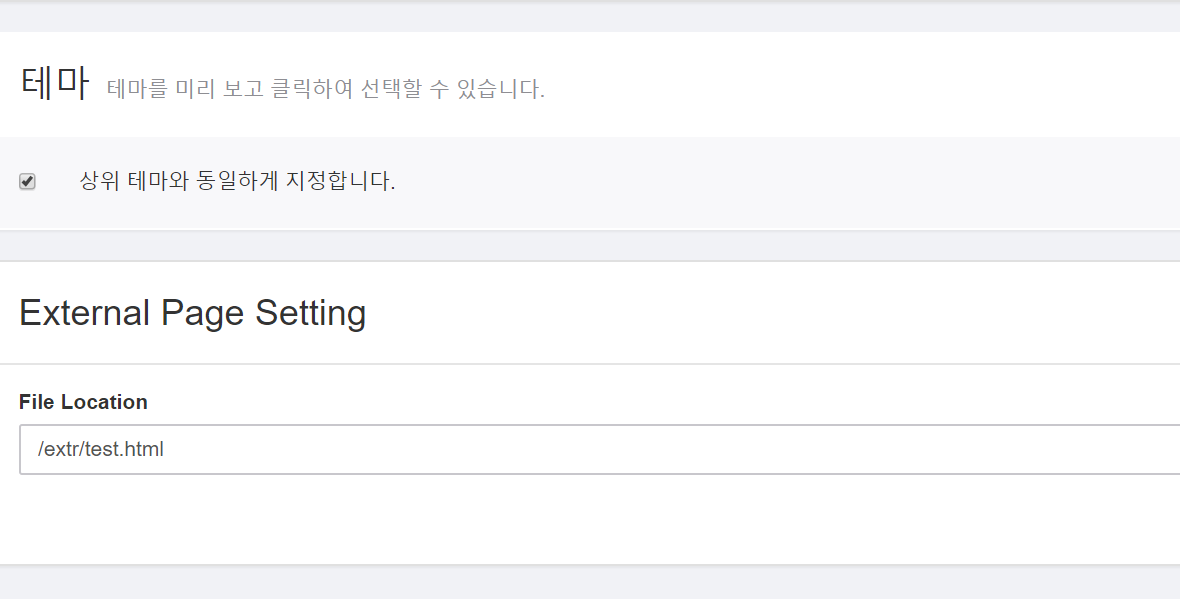 테마 테마를 미리 보고 클릭하여 선택할 수 있습니다.
상위 테마와 동일하게 지정합니다.
External Page Setting
File Location
/extr/test.html